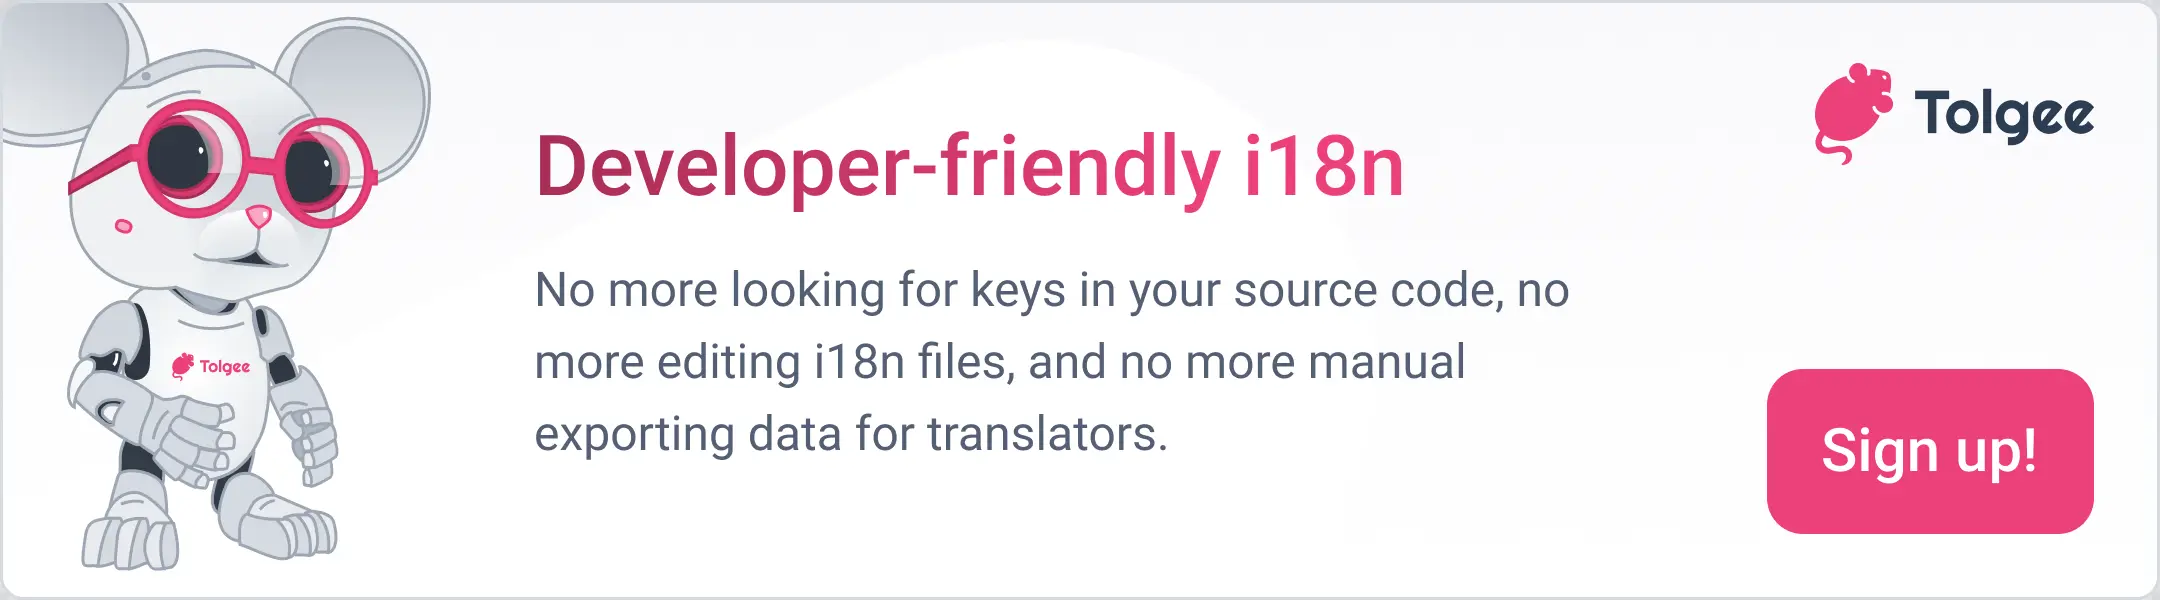 Developer-friendly i18n
Tolgee
No more looking for keys in your source code, no
more editing i18n files, and no more manual
exporting data for translators.
Tolgee
Sign up!